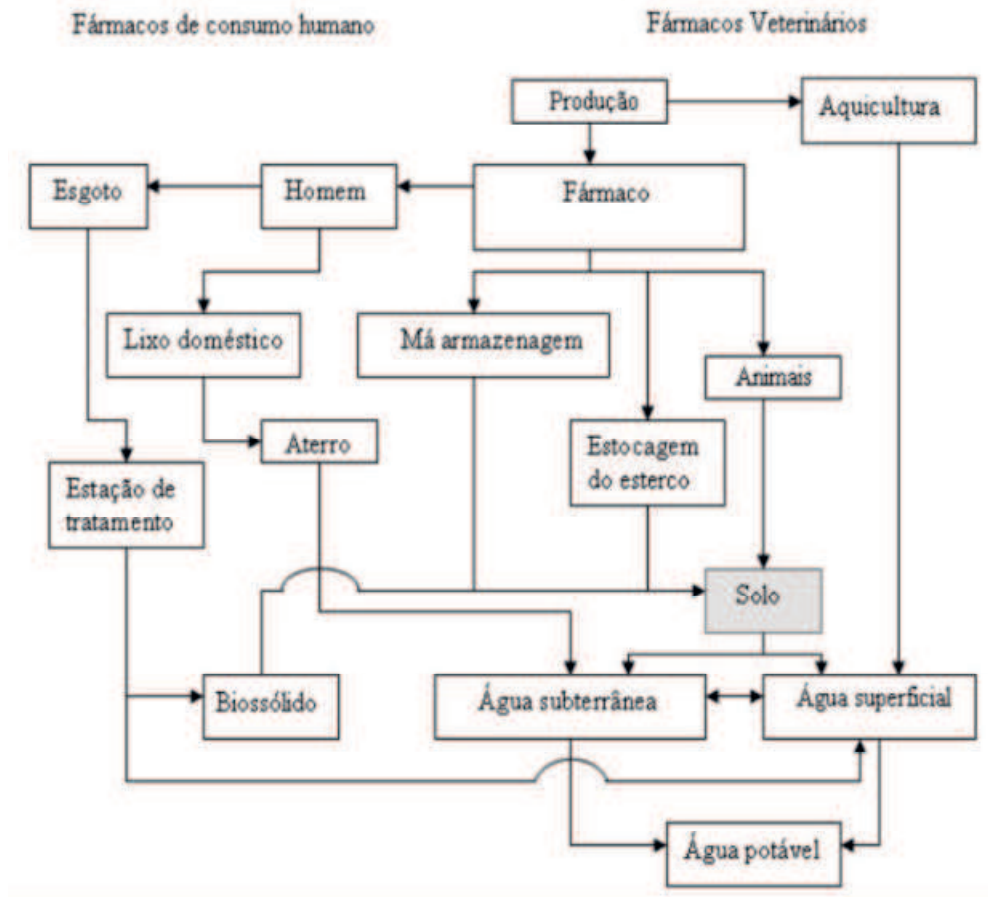 Fármacos de consumo humano
Fármacos Veterinários
Produção
Aquicultura
Esgoto
Homem
Fármaco
Lixo doméstico
Má armazenagem
Animais
Aterro
Estocagem
do esterco
Estação de
tratamento
Solo
Biossólido
Água subterrânea
Água superficial
Água potável